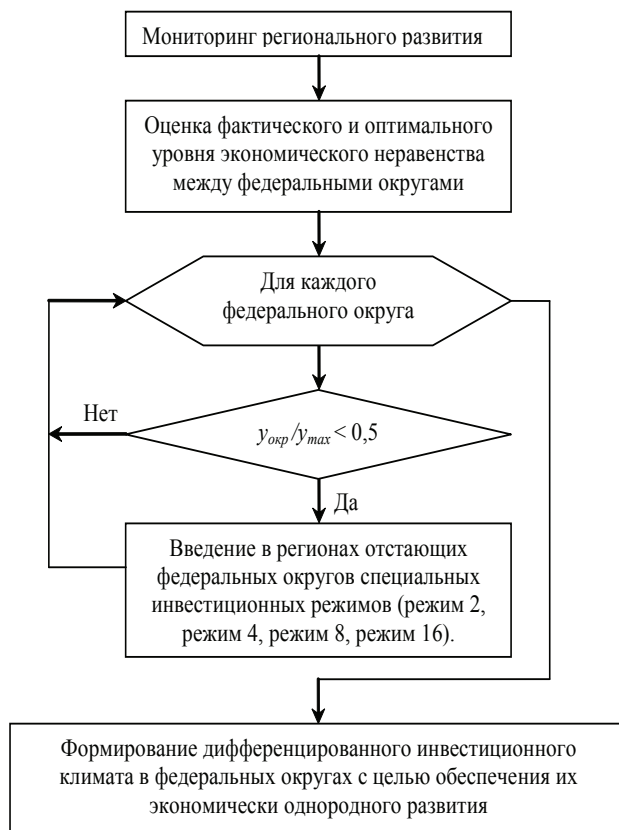 Мониторинг регионального развития
Оценка фактического и оптимального
уровня экономического неравенства
между федеральными округами
Для каждого
федерального округа
Нет
yокр/ymax < 0,5
Да
Введение в регионах отстающих
федеральных округов специальных
инвестиционных режимов (режим 2,
режим 4, режим 8, режим 16).
Формирование дифференцированного инвестиционного
климата в федеральных округах с целью обеспечения их
экономически однородного развития